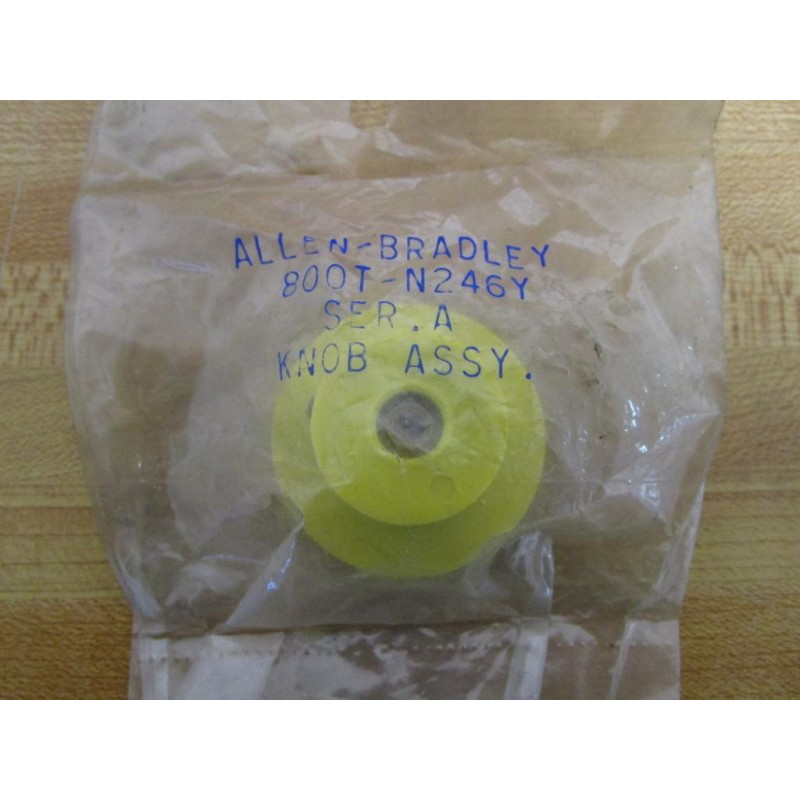 ALLEN-BRADLEY
800T-N246Y
SER.A
KNOB ASSY.